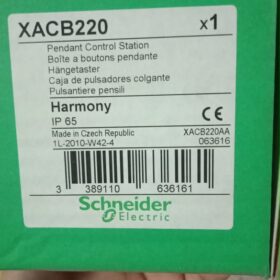 XACB220 x1
Pendant Control Station
Boîte à boutons pendante
Hängetaster
Caja de pulsadores colgante
Pulsantiere pensili
Harmony
IP 65
CE
Made in Czech Republic XACB220AA
1L-2010-W42-4 063616
3 389110 636161
Schneider
Electric